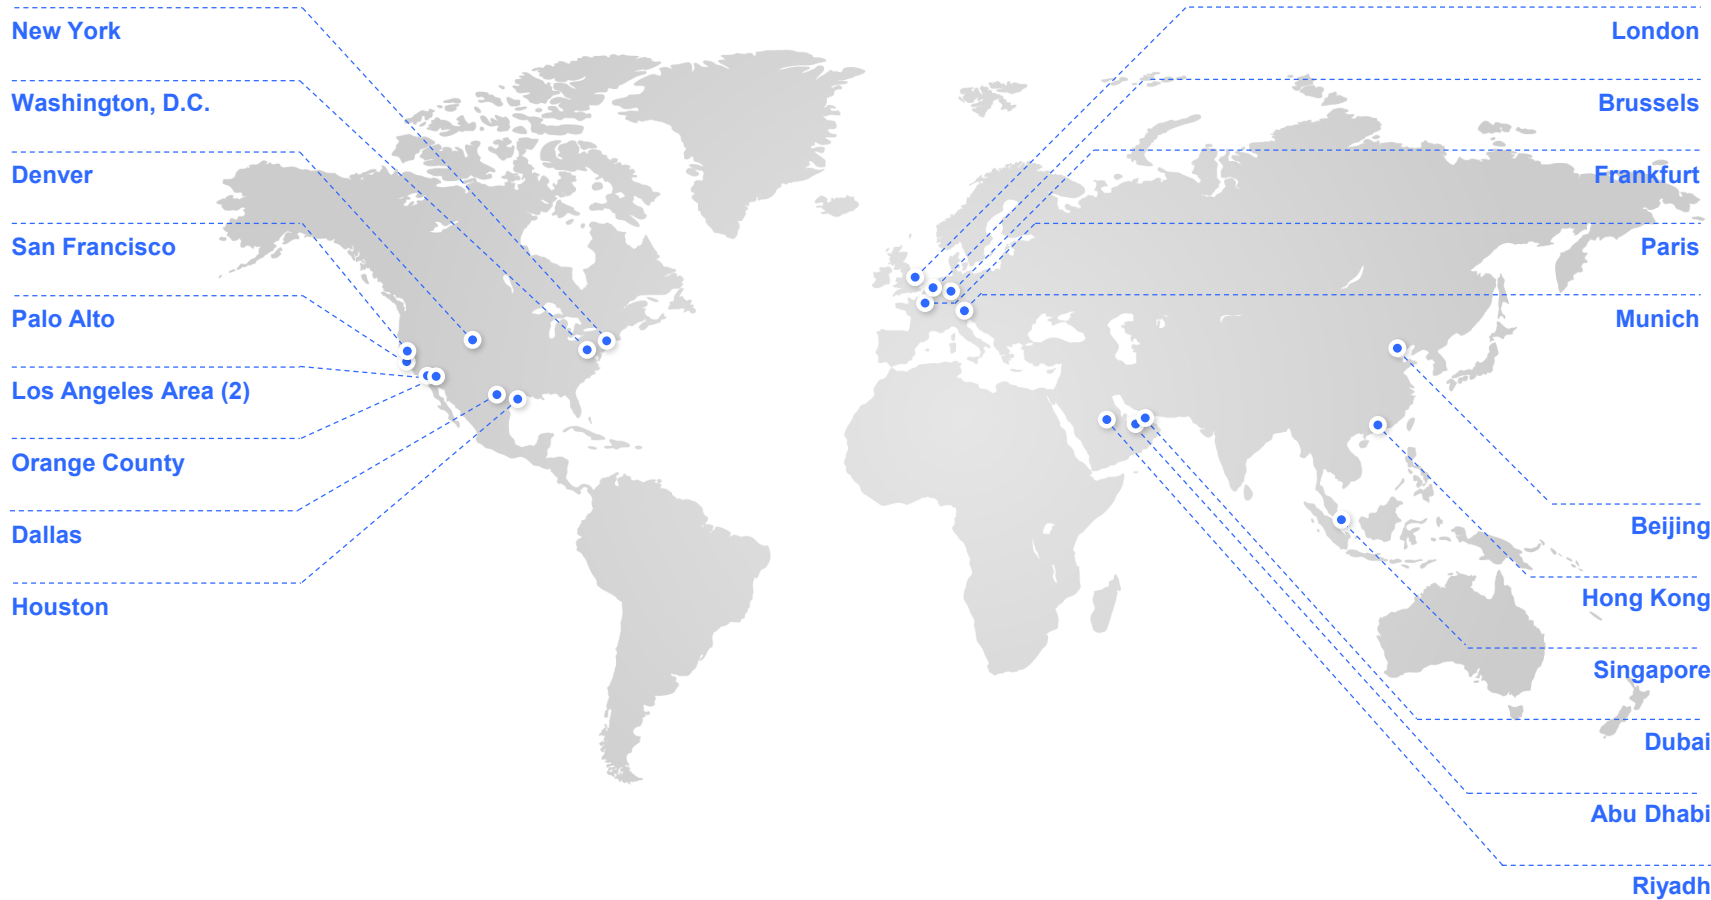 New York
Washington, D.C.
Denver
San Francisco
Palo Alto
Los Angeles Area (2)
Orange County
Dallas
Houston
London
Brussels
Frankfurt
Paris
Munich
Beijing
Hong Kong
Singapore
Dubai
Abu Dhabi
Riyadh